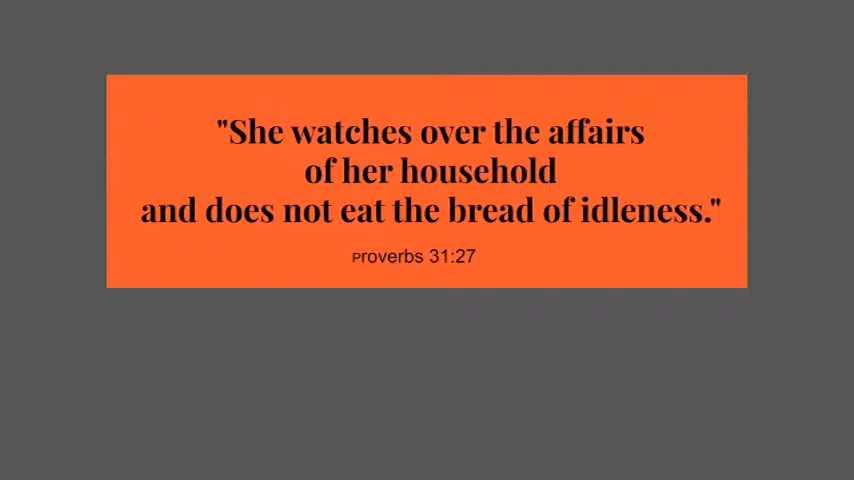 "She watches over the affairs
of her household
and does not eat the bread of idleness."
Proverbs 31:27